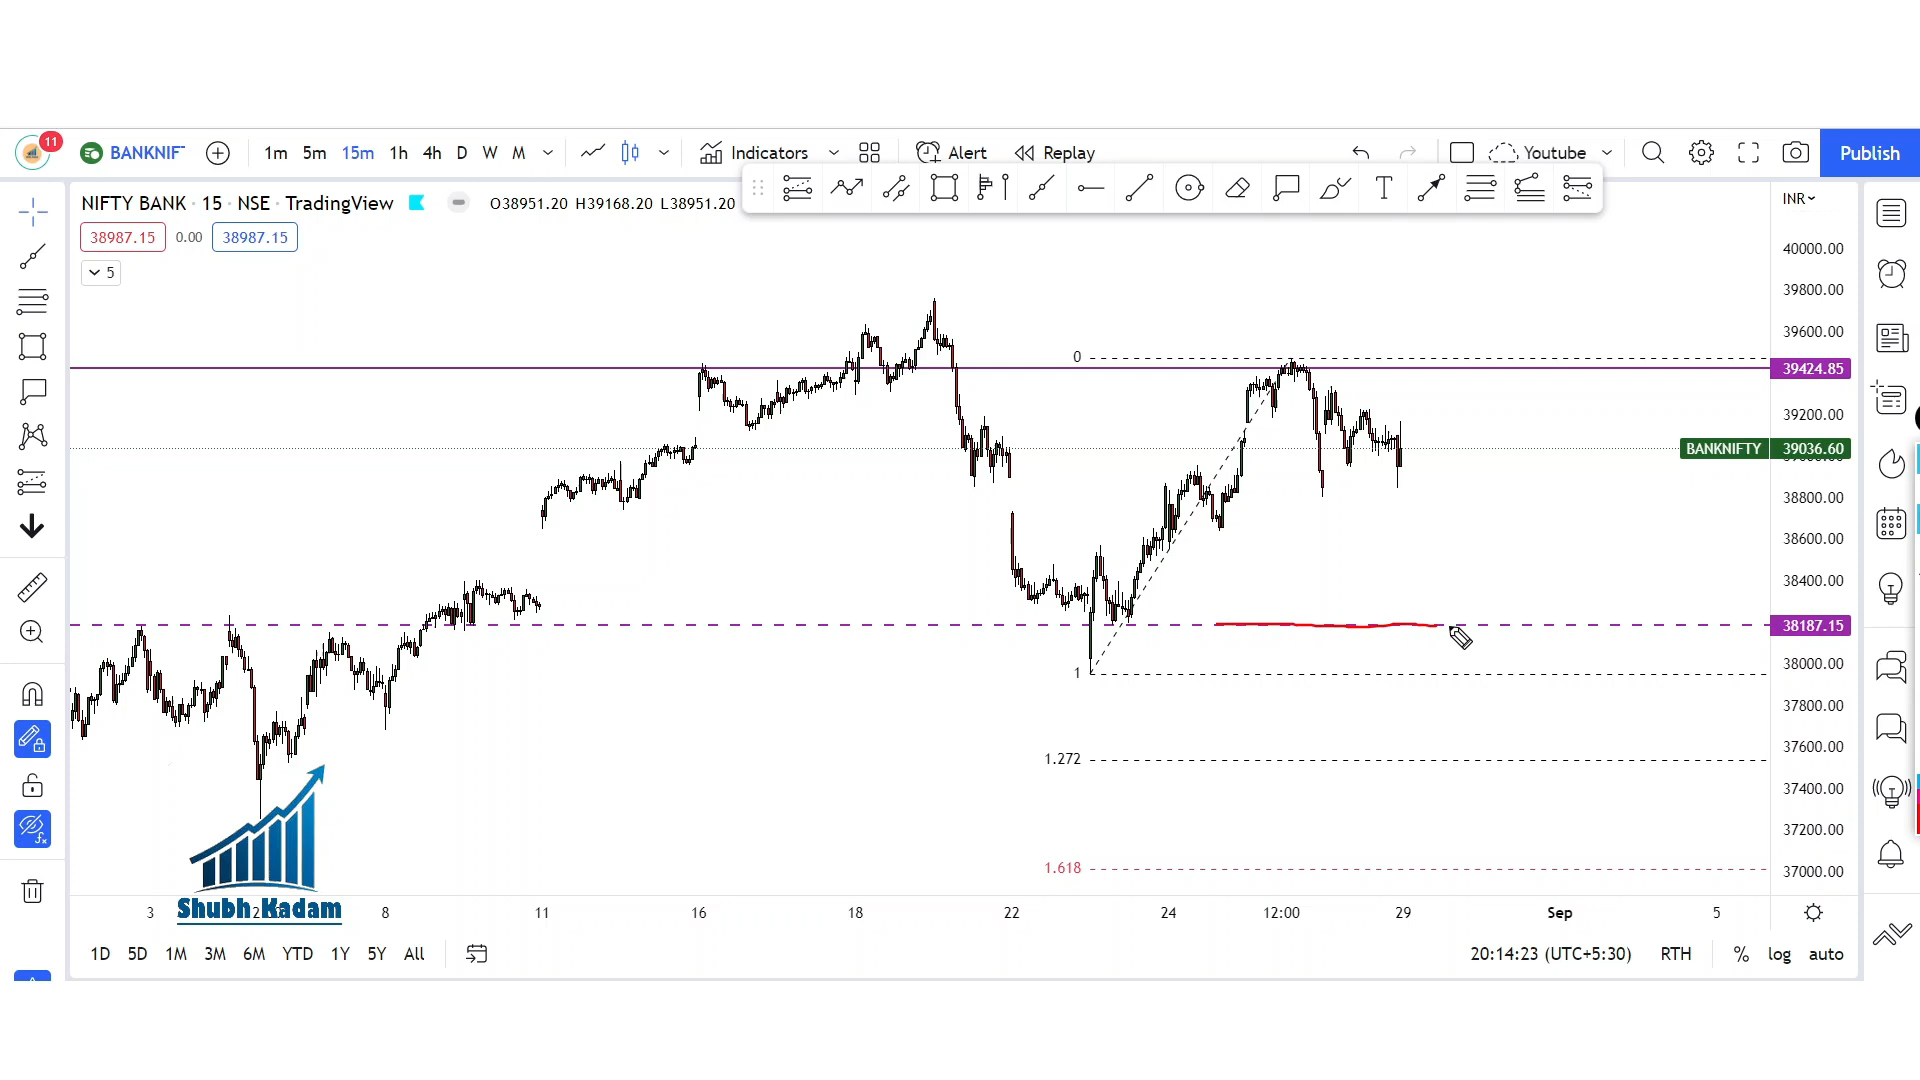 11
BANKNIF
1m 5m 15m 1h 4h D W M
Indicators
Alert
Replay
Youtube
Publish
NIFTY BANK · 15 · NSE · TradingView
O38951.20 H39168.20 L38951.20
INR
38987.15 0.00 38987.15
5
40000.00
39800.00
39600.00
0
39424.85
39200.00
BANKNIFTY 39036.60
38800.00
38600.00
38400.00
38187.15
38000.00
1
37800.00
37600.00
1.272
37400.00
37200.00
1.618
37000.00
Shubh Kadam
3 8 11 16 18 22 24 12:00 29 Sep 5
1D 5D 1M 3M 6M YTD 1Y 5Y All
20:14:23 (UTC+5:30) RTH % log auto